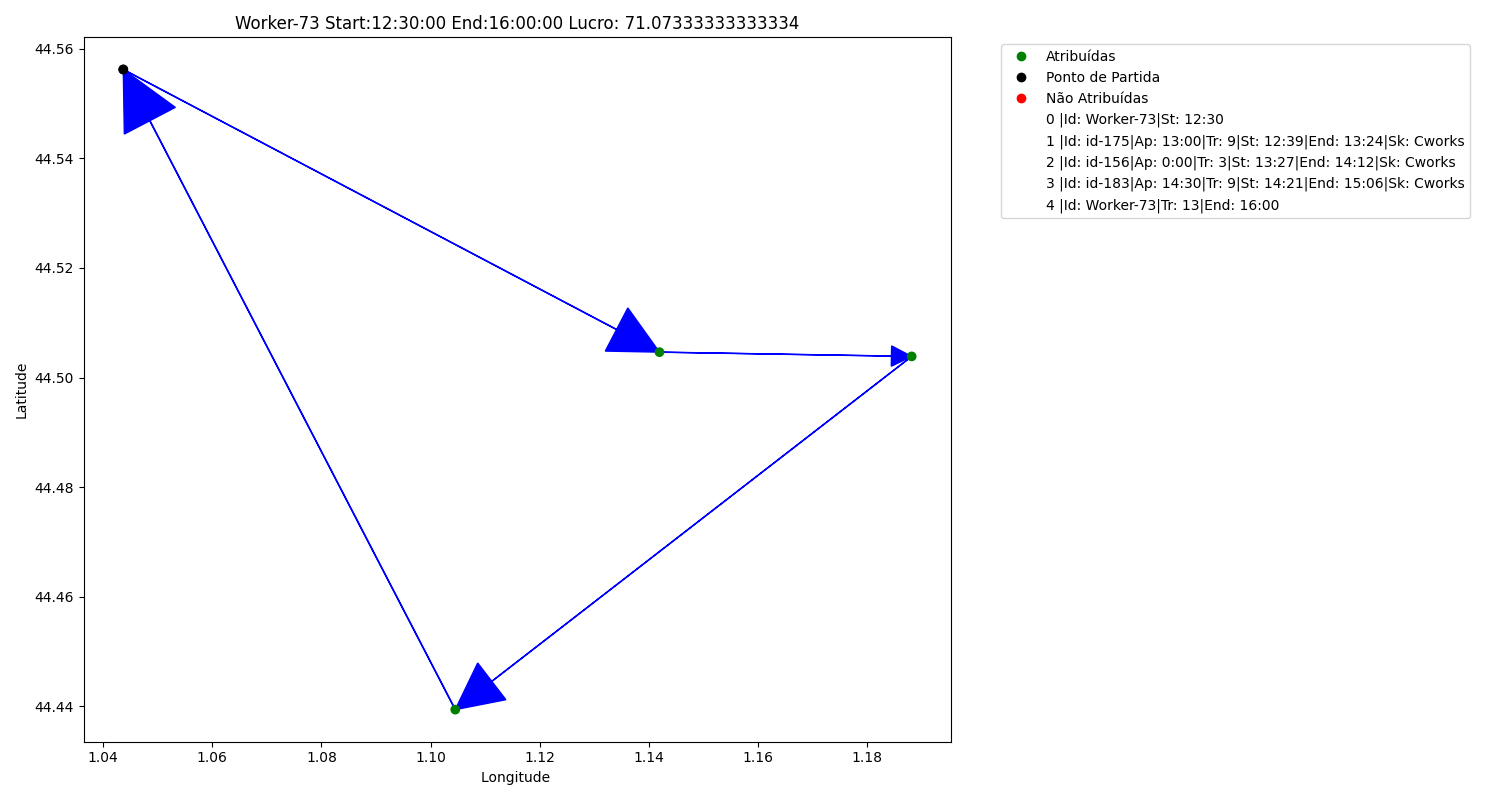 Worker-73 Start:12:30:00 End:16:00:00 Lucro: 71.07333333333334
44.56
44.54
44.52
44.50
44.48
44.46
44.44
Latitude
1.04
1.06
1.08
1.10
1.12
1.14
1.16
1.18
Longitude
Atribuídas
Ponto de Partida
Não Atribuídas
0 |Id: Worker-73|St: 12:30
1 |Id: id-175|Ap: 13:00|Tr: 9|St: 12:39|End: 13:24|Sk: Cworks
2 |Id: id-156|Ap: 0:00|Tr: 3|St: 13:27|End: 14:12|Sk: Cworks
3 |Id: id-183|Ap: 14:30|Tr: 9|St: 14:21|End: 15:06|Sk: Cworks
4 |Id: Worker-73|Tr: 13|End: 16:00